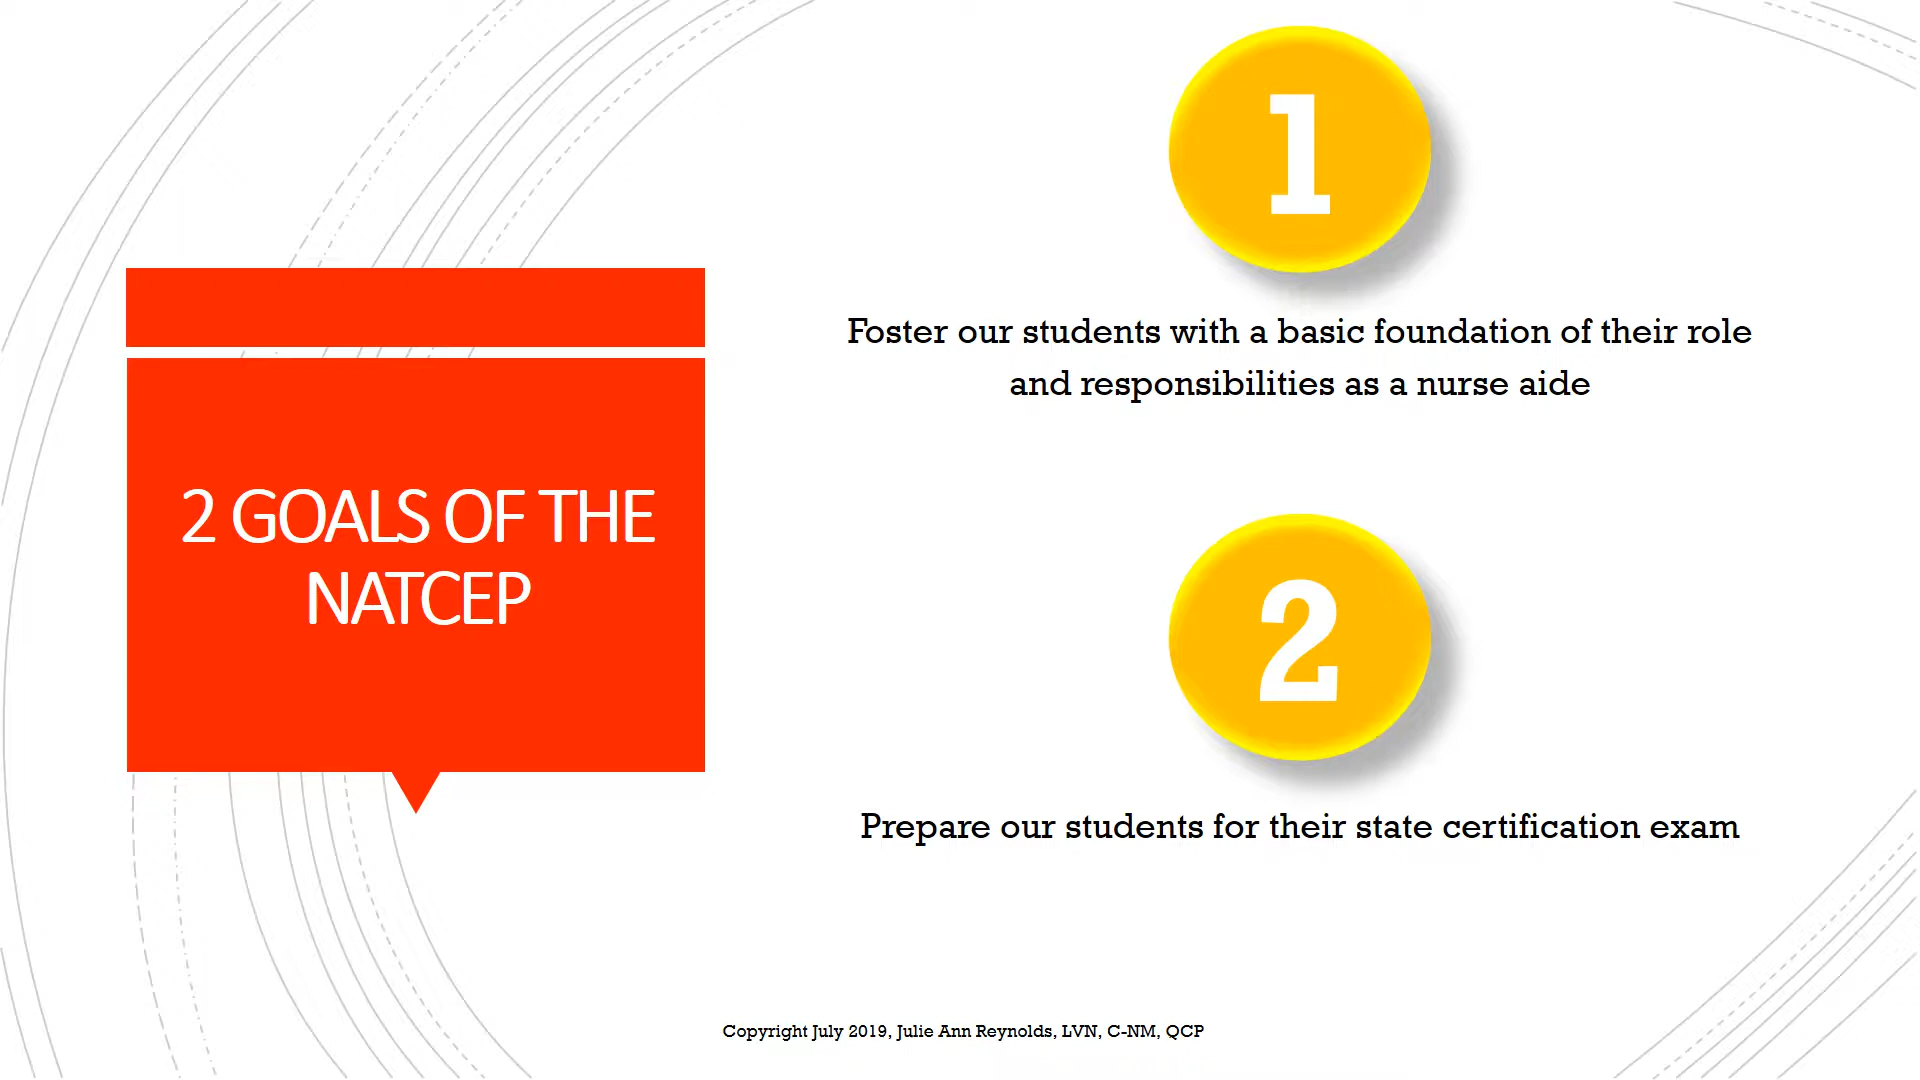 2 GOALS OF THE
NATCEP
1
Foster our students with a basic foundation of their role
and responsibilities as a nurse aide
2
Prepare our students for their state certification exam
Copyright July 2019, Julie Ann Reynolds, LVN, C-NM, QCP